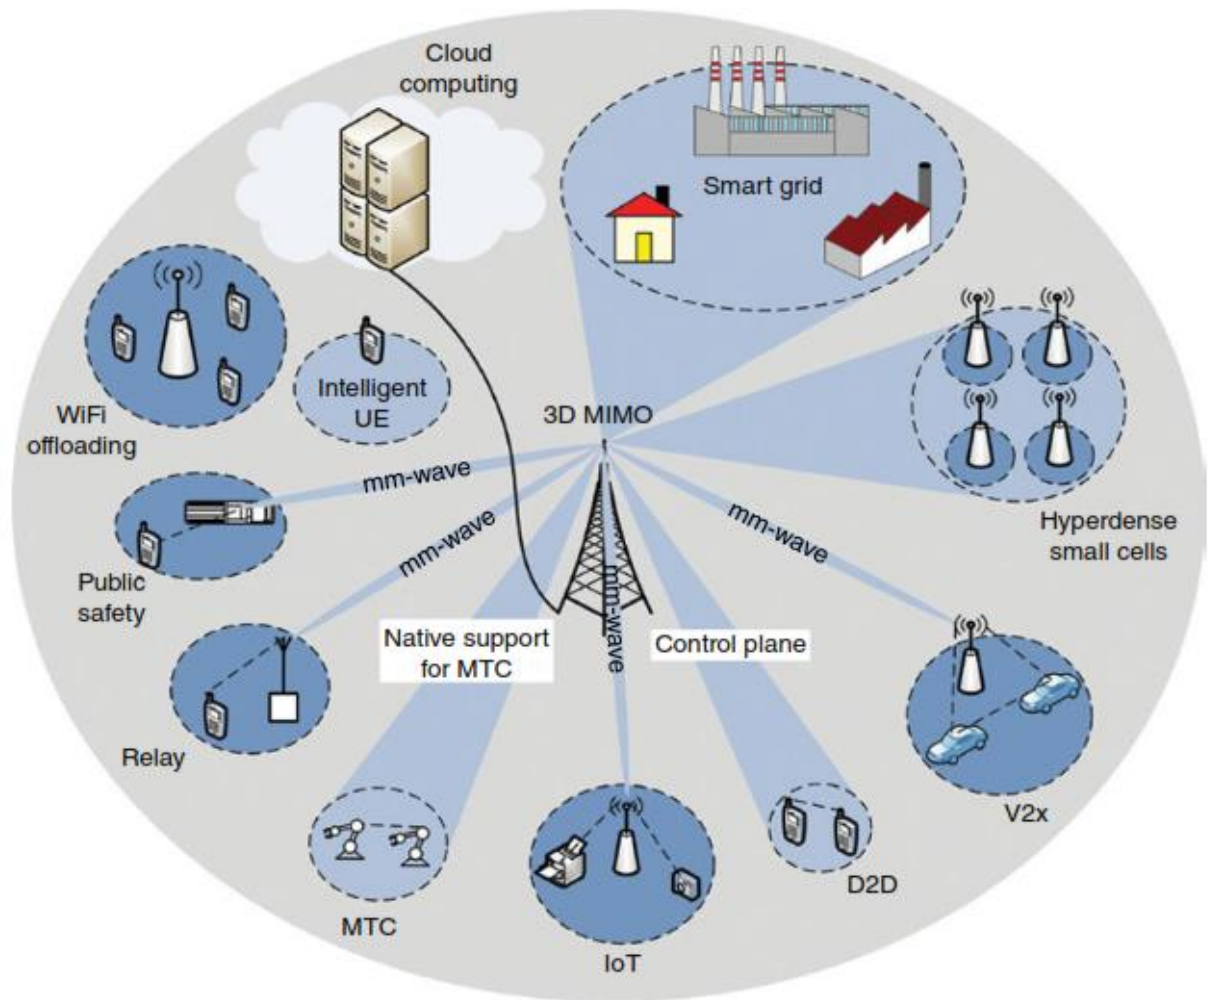 Cloud
computing
Smart grid
Intelligent
UE
WiFi
offloading
3D MIMO
mm-wave
mm-wave
mm-wave
mm-wave
Hyperdense
small cells
Public
safety
Native support
for MTC
Control plane
Relay
V2x
MTC
D2D
IoT